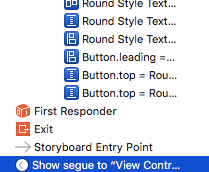 Round Style Text...
Round Style Text...
Round Style Text...
Button.leading =...
Button.top = Rou...
Button.top = Rou...
First Responder
Exit
Storyboard Entry Point
Show segue to “View Contr...